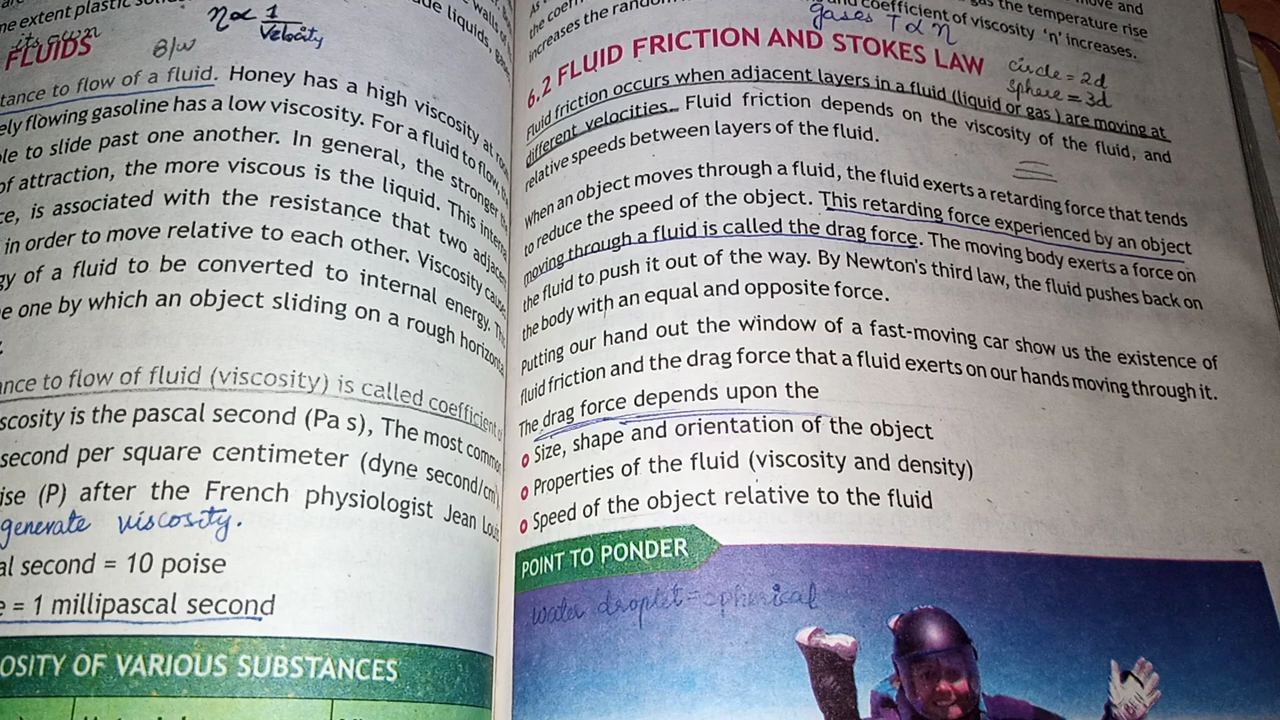 η∝ 1
Velocity
its own
FLUIDS
B/w
tance to flow of a fluid. Honey has a high viscosity at
ely flowing gasoline has a low viscosity. For a fluid to flow,
ole to slide past one another. In general, the stronger
of attraction, the more viscous is the liquid. This
ce, is associated with the resistance that two
in order to move relative to each other. Viscosity
gy of a fluid to be converted to internal energy.
e one by which an object sliding on a rough
ance to flow of fluid (viscosity) is called coefficient
scosity is the pascal second (Pa s), The most
second per square centimeter (dyne second/cm
ise (P) after the French physiologist Jean
generate viscosity.
al second = 10 poise
e = 1 millipascal second
OSITY OF VARIOUS SUBSTANCES
the temperature rise
coefficient of viscosity 'n' increases.
increases the
gases T∝η
6.2 FLUID FRICTION AND STOKES LAW
circle = 2d
sphere = 3d
Fluid friction occurs when adjacent layers in a fluid (liquid or gas ) are moving at
different velocities. Fluid friction depends on the viscosity of the fluid, and
relative speeds between layers of the fluid.
When an object moves through a fluid, the fluid exerts a retarding force that tends
to reduce the speed of the object. This retarding force experienced by an object
moving through a fluid is called the drag force. The moving body exerts a force on
the fluid to push it out of the way. By Newton's third law, the fluid pushes back on
the body with an equal and opposite force.
Putting our hand out the window of a fast-moving car show us the existence of
fluid friction and the drag force that a fluid exerts on our hands moving through it.
The drag force depends upon the
Size, shape and orientation of the object
Properties of the fluid (viscosity and density)
Speed of the object relative to the fluid
POINT TO PONDER
water droplet = spherical